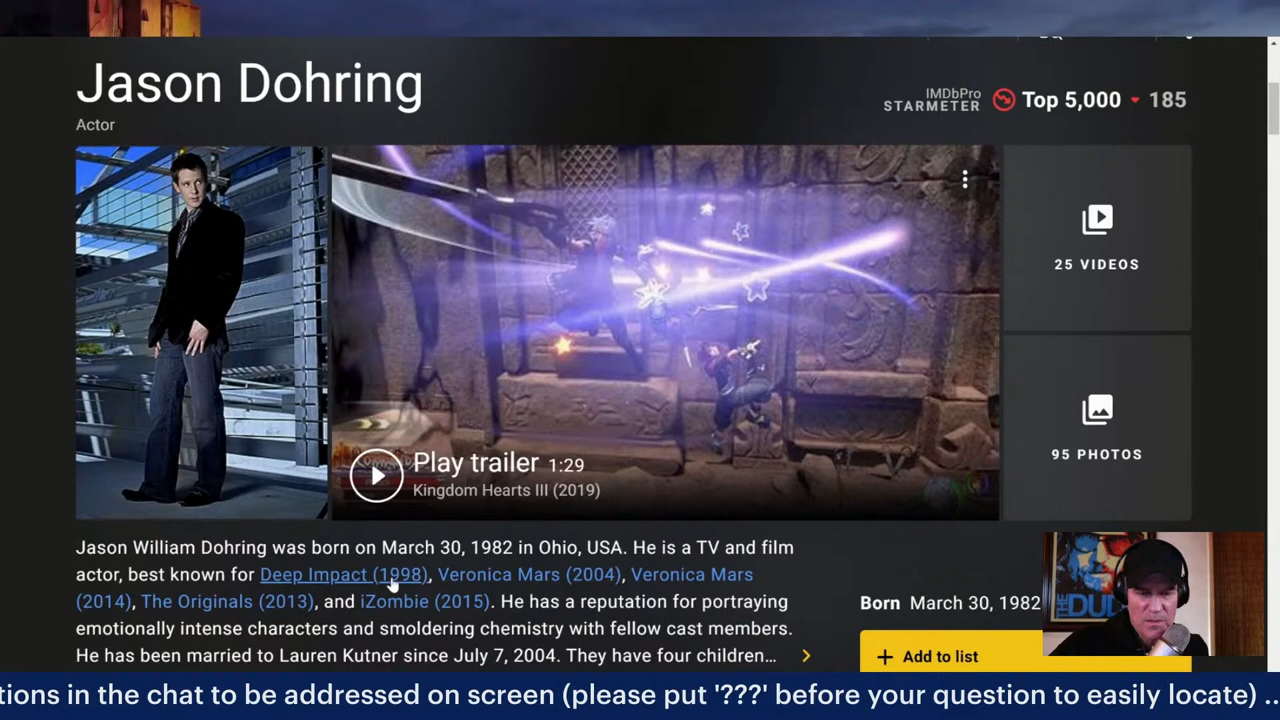 Jason Dohring
Actor
IMDbPro
STARMETER
Top 5,000
185
25 VIDEOS
95 PHOTOS
Play trailer 1:29
Kingdom Hearts III (2019)
Jason William Dohring was born on March 30, 1982 in Ohio, USA. He is a TV and film
actor, best known for Deep Impact (1998), Veronica Mars (2004), Veronica Mars
(2014), The Originals (2013), and iZombie (2015). He has a reputation for portraying
emotionally intense characters and smoldering chemistry with fellow cast members.
He has been married to Lauren Kutner since July 7, 2004. They have four children...
Born March 30, 1982
+ Add to list
DUD
tions in the chat to be addressed on screen (please put '???' before your question to easily locate) ..